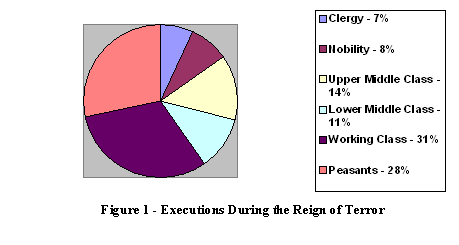 Clergy - 7%
Nobility - 8%
Upper Middle Class -
14%
Lower Middle Class -
11%
Working Class - 31%
Peasants - 28%
Figure 1 - Executions During the Reign of Terror